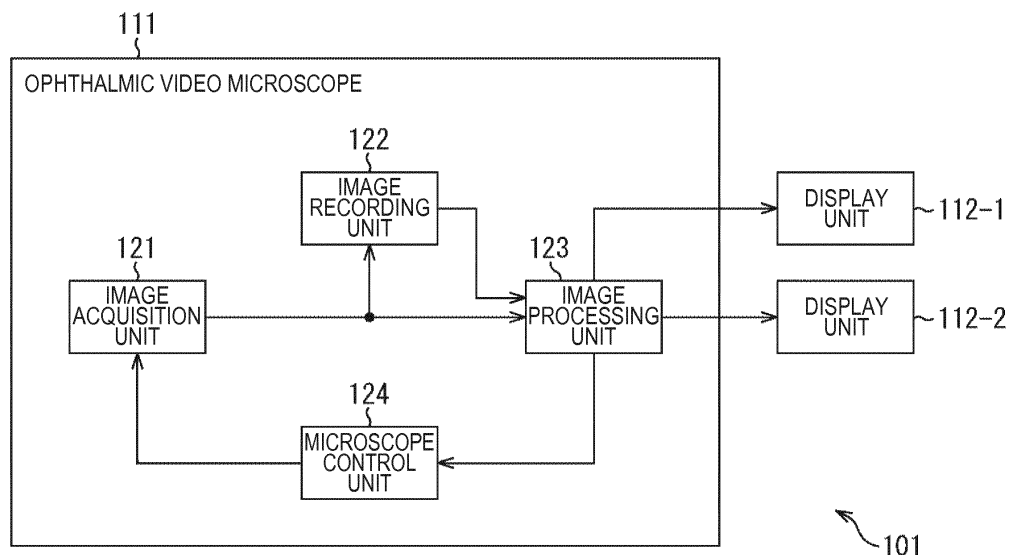 111
OPHTHALMIC VIDEO MICROSCOPE
122
IMAGE
RECORDING
UNIT
DISPLAY
UNIT
112-1
121
IMAGE
ACQUISITION
UNIT
123
IMAGE
PROCESSING
UNIT
DISPLAY
UNIT
112-2
124
MICROSCOPE
CONTROL
UNIT
101